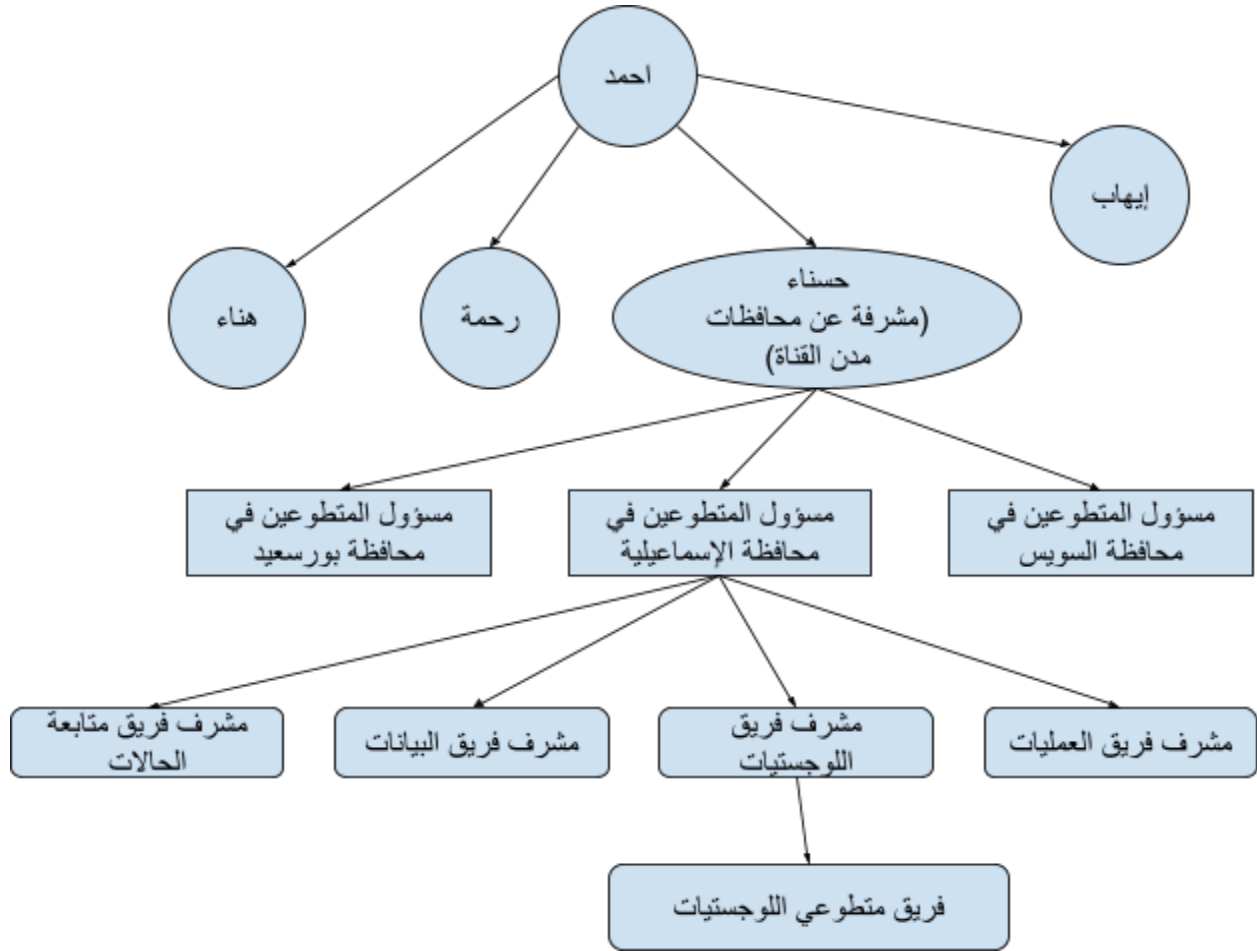 احمد
إيهاب
حسناء
(مشرفة عن محافظات
مدن القناة)
رحمة
هناء
مسؤول المتطوعين في
محافظة السويس
مسؤول المتطوعين في
محافظة الإسماعيلية
مسؤول المتطوعين في
محافظة بورسعيد
مشرف فريق العمليات
مشرف فريق
اللوجستيات
مشرف فريق البيانات
مشرف فريق متابعة
الحالات
فريق متطوعي اللوجستيات